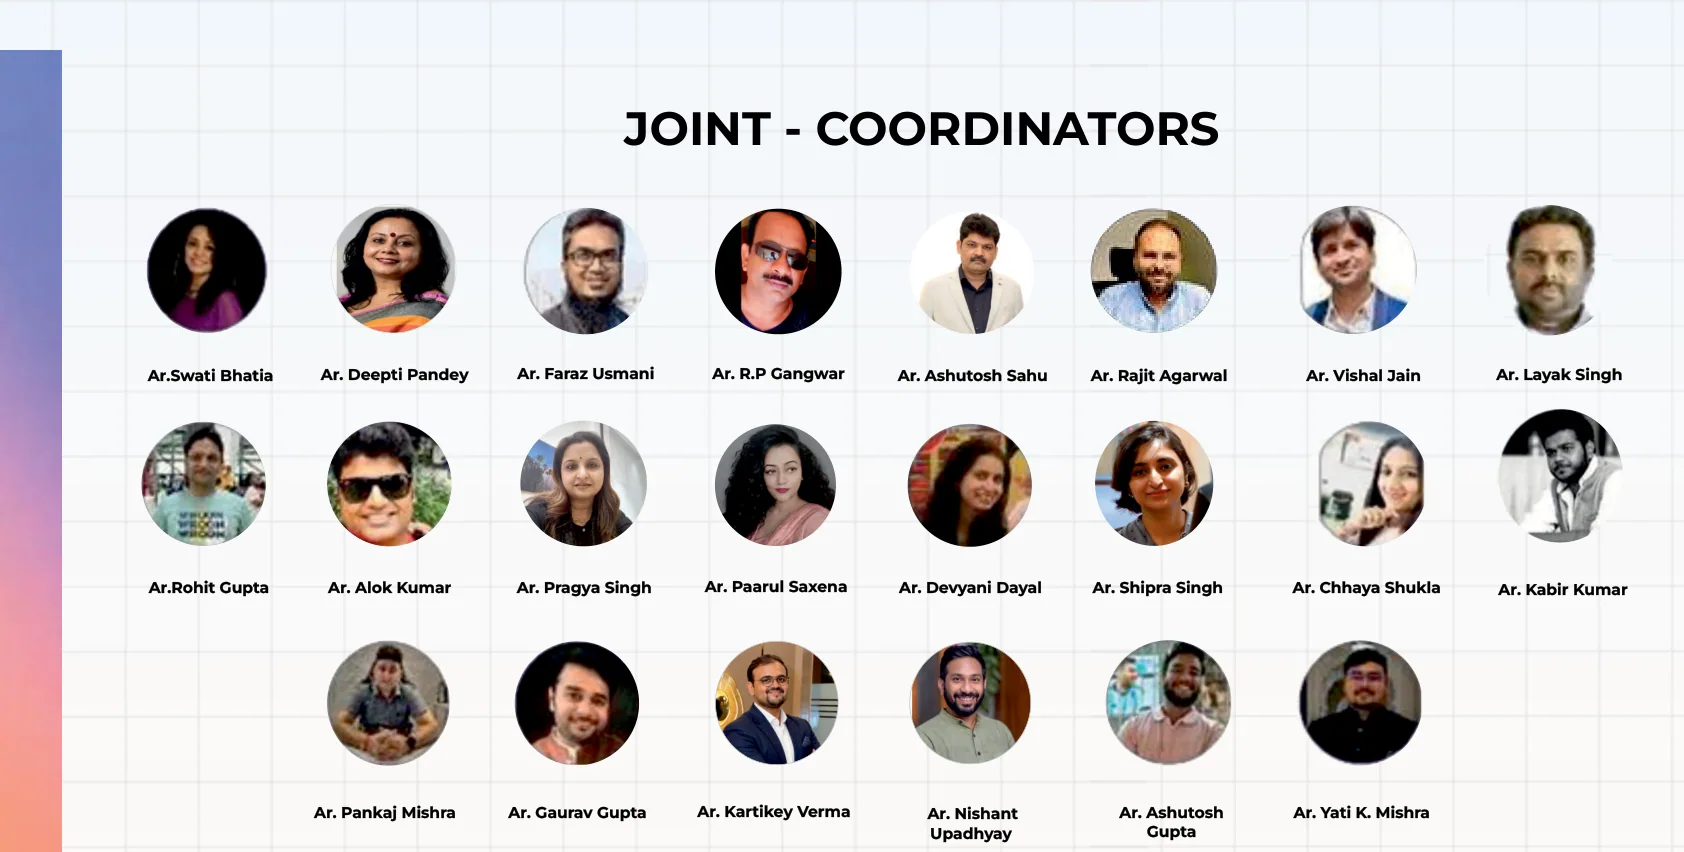 JOINT - COORDINATORS
Ar.Swati Bhatia
Ar. Deepti Pandey
Ar. Faraz Usmani
Ar. R.P Gangwar
Ar. Ashutosh Sahu
Ar. Rajit Agarwal
Ar. Vishal Jain
Ar. Layak Singh
Ar.Rohit Gupta
Ar. Alok Kumar
Ar. Pragya Singh
Ar. Paarul Saxena
Ar. Devyani Dayal
Ar. Shipra Singh
Ar. Chhaya Shukla
Ar. Kabir Kumar
Ar. Pankaj Mishra
Ar. Gaurav Gupta
Ar. Kartikey Verma
Ar. Nishant
Upadhyay
Ar. Ashutosh
Gupta
Ar. Yati K. Mishra